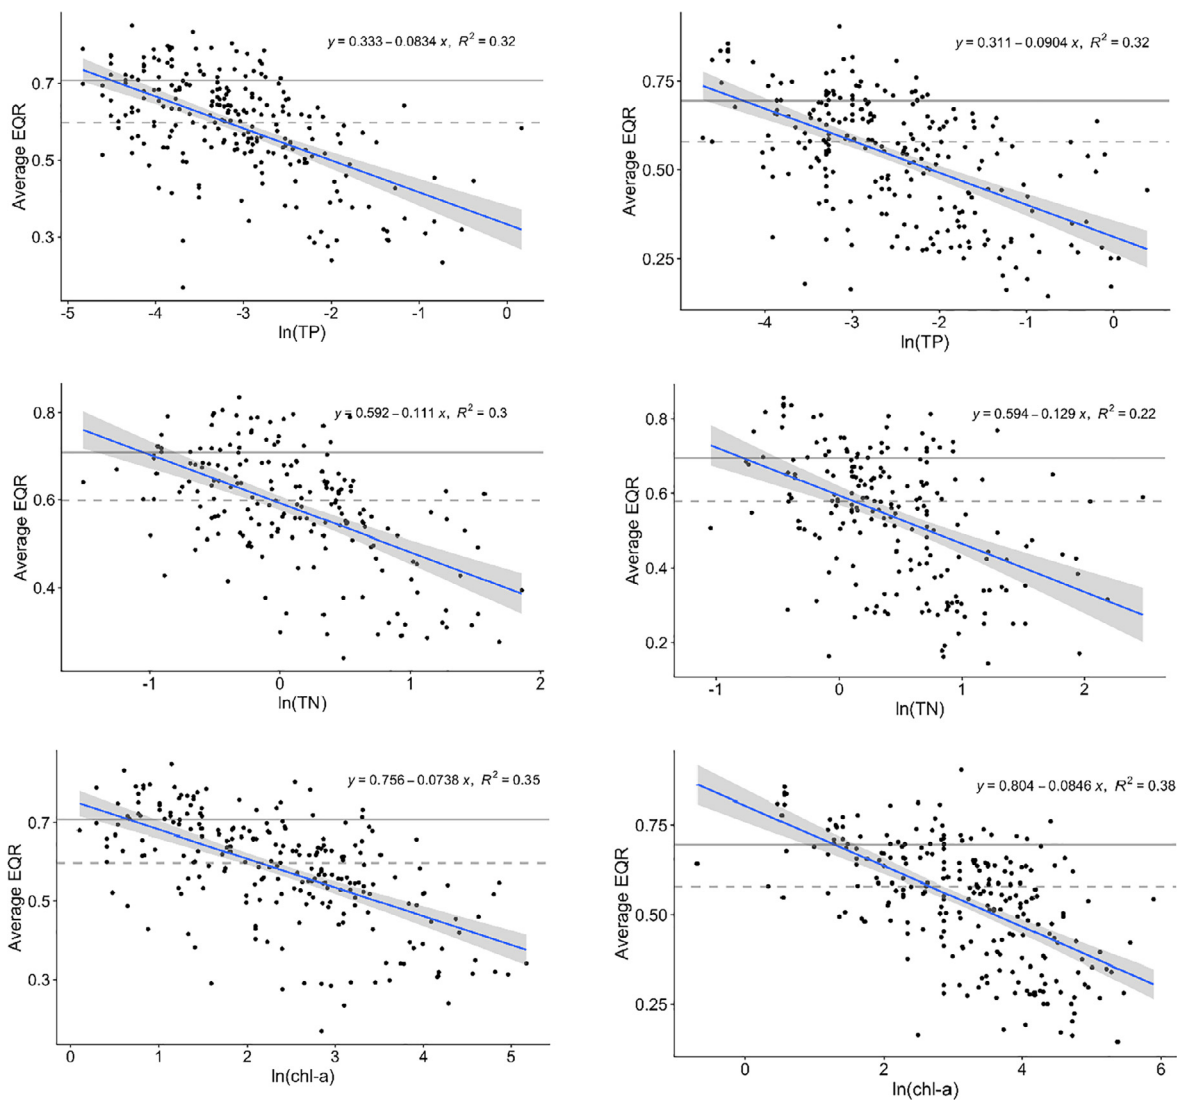 y = 0.333 – 0.0834 x, R² = 0.32
Average EQR
0.7
0.5
0.3
-5 -4 -3 -2 -1 0
ln(TP)
y = 0.311 – 0.0904 x, R² = 0.32
Average EQR
0.75
0.50
0.25
-4 -3 -2 -1 0
ln(TP)
y = 0.592 – 0.111 x, R² = 0.3
Average EQR
0.8
0.6
0.4
-1 0 1 2
ln(TN)
y = 0.594 – 0.129 x, R² = 0.22
Average EQR
0.8
0.6
0.4
0.2
-1 0 1 2
ln(TN)
y = 0.756 – 0.0738 x, R² = 0.35
Average EQR
0.7
0.5
0.3
0 1 2 3 4 5
ln(chl-a)
y = 0.804 – 0.0846 x, R² = 0.38
Average EQR
0.75
0.50
0.25
0 2 4 6
ln(chl-a)